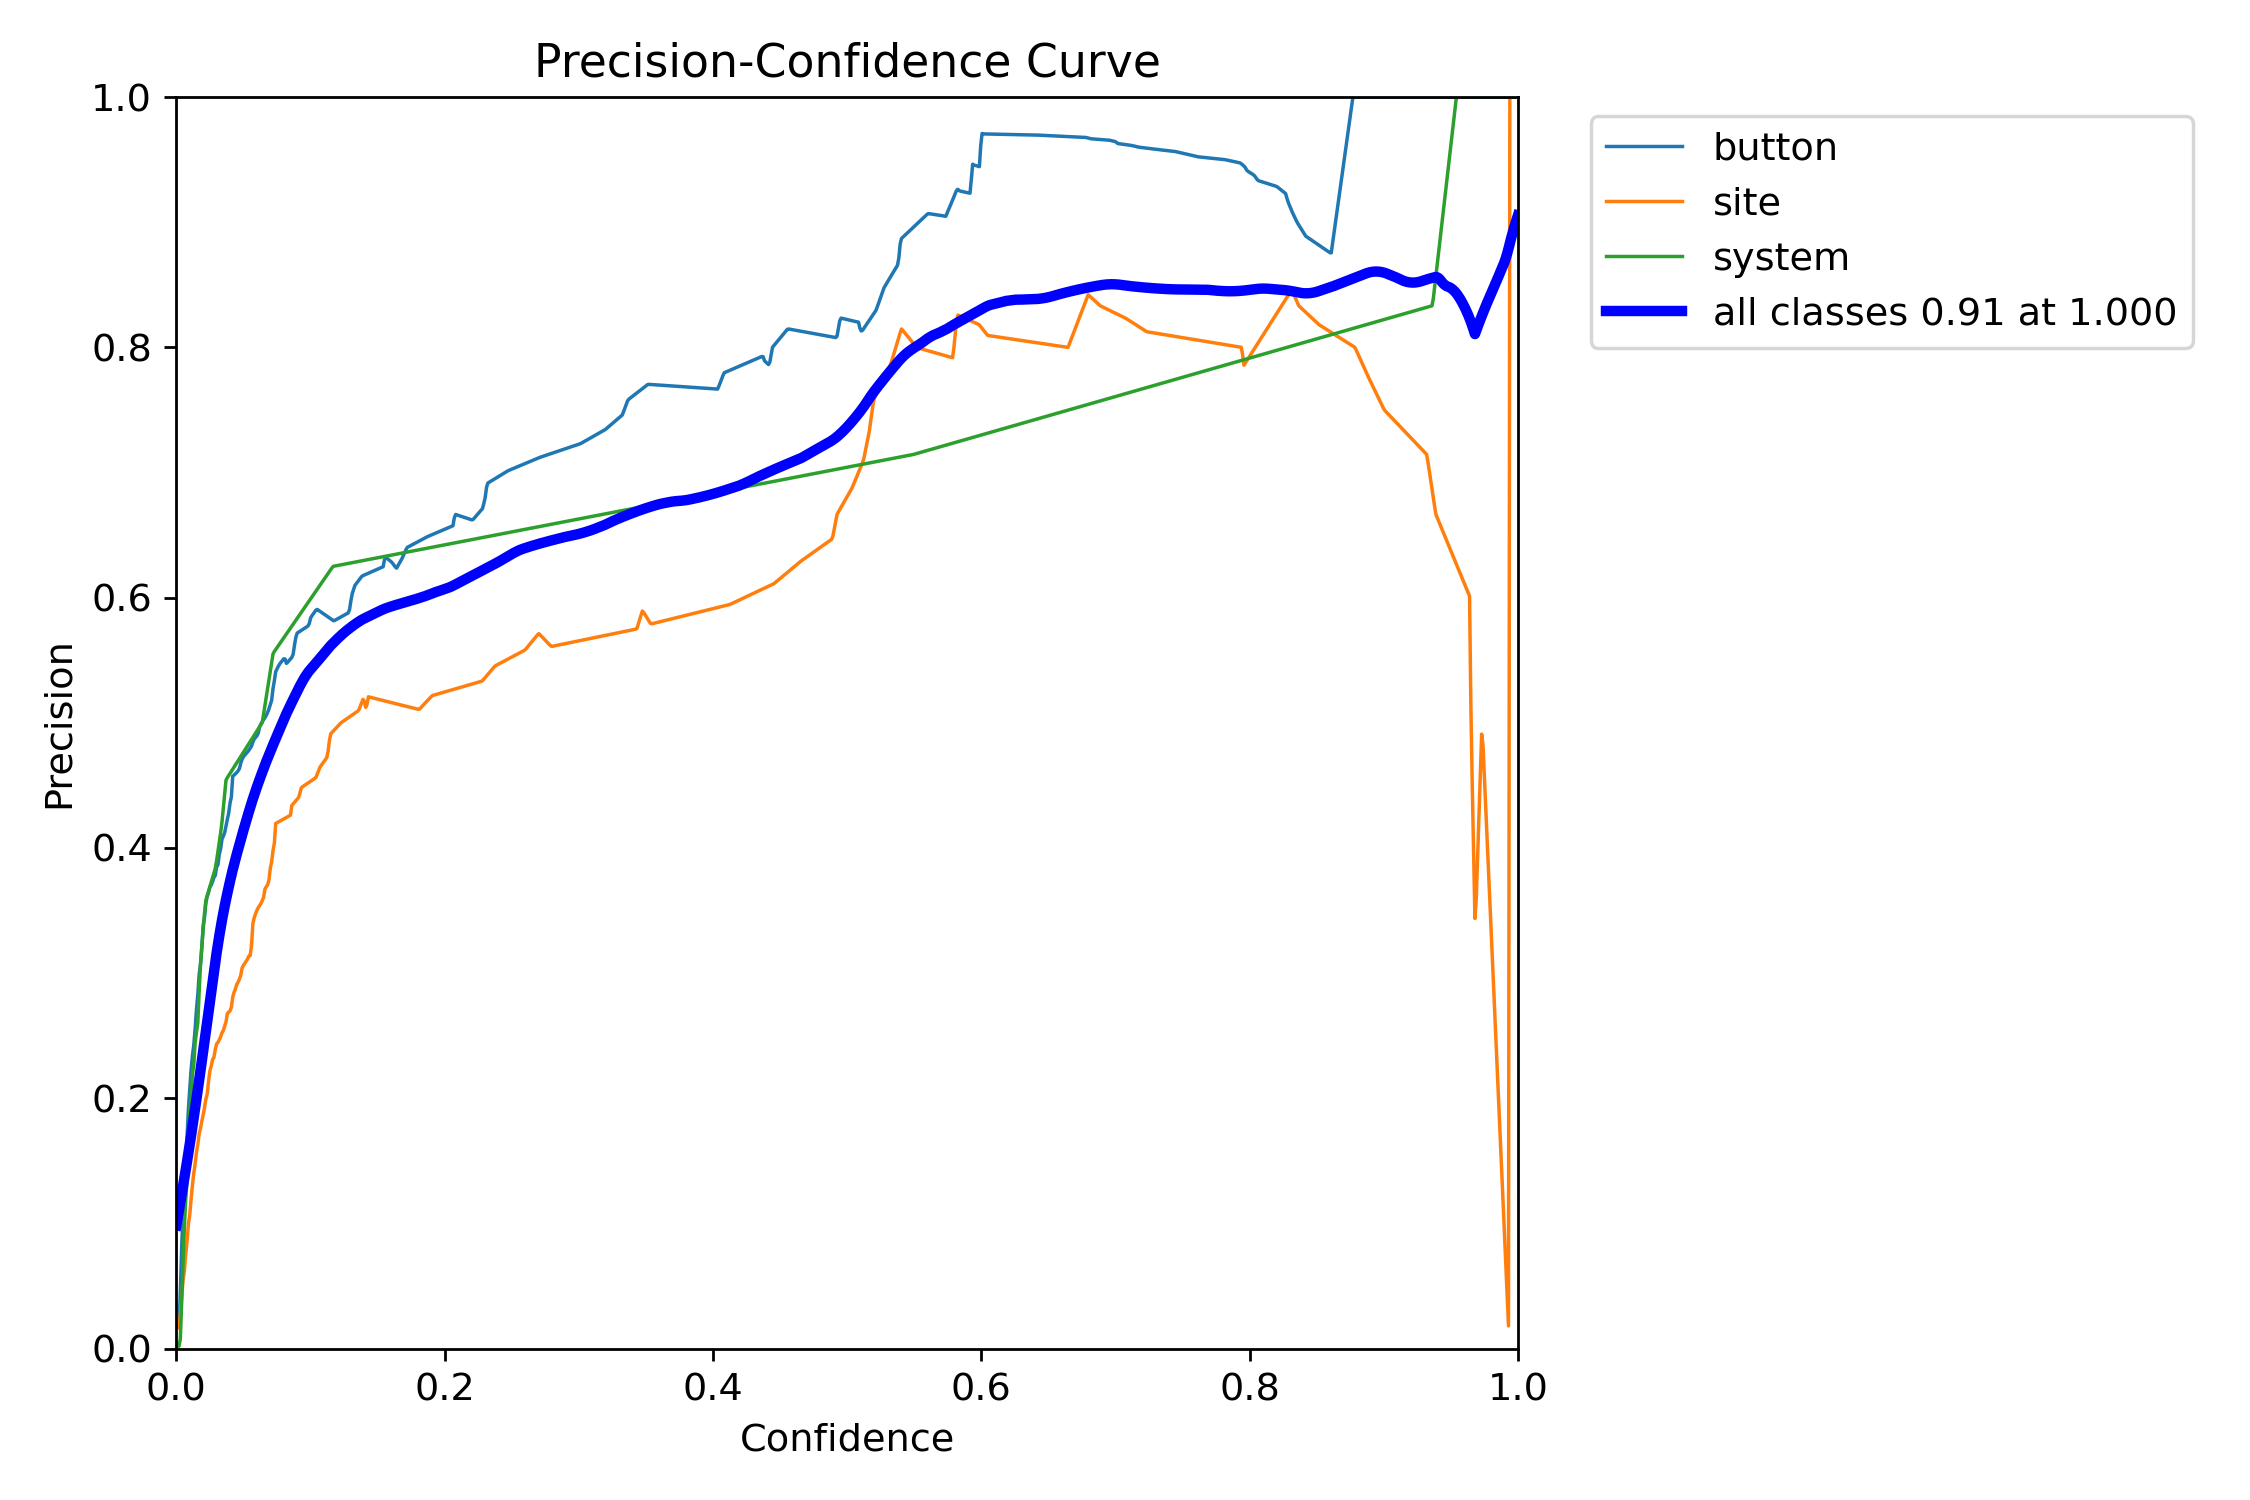 Precision-Confidence Curve
1.0
0.8
0.6
0.4
0.2
0.0
Precision
0.0 0.2 0.4 0.6 0.8 1.0
Confidence
button
site
system
all classes 0.91 at 1.000